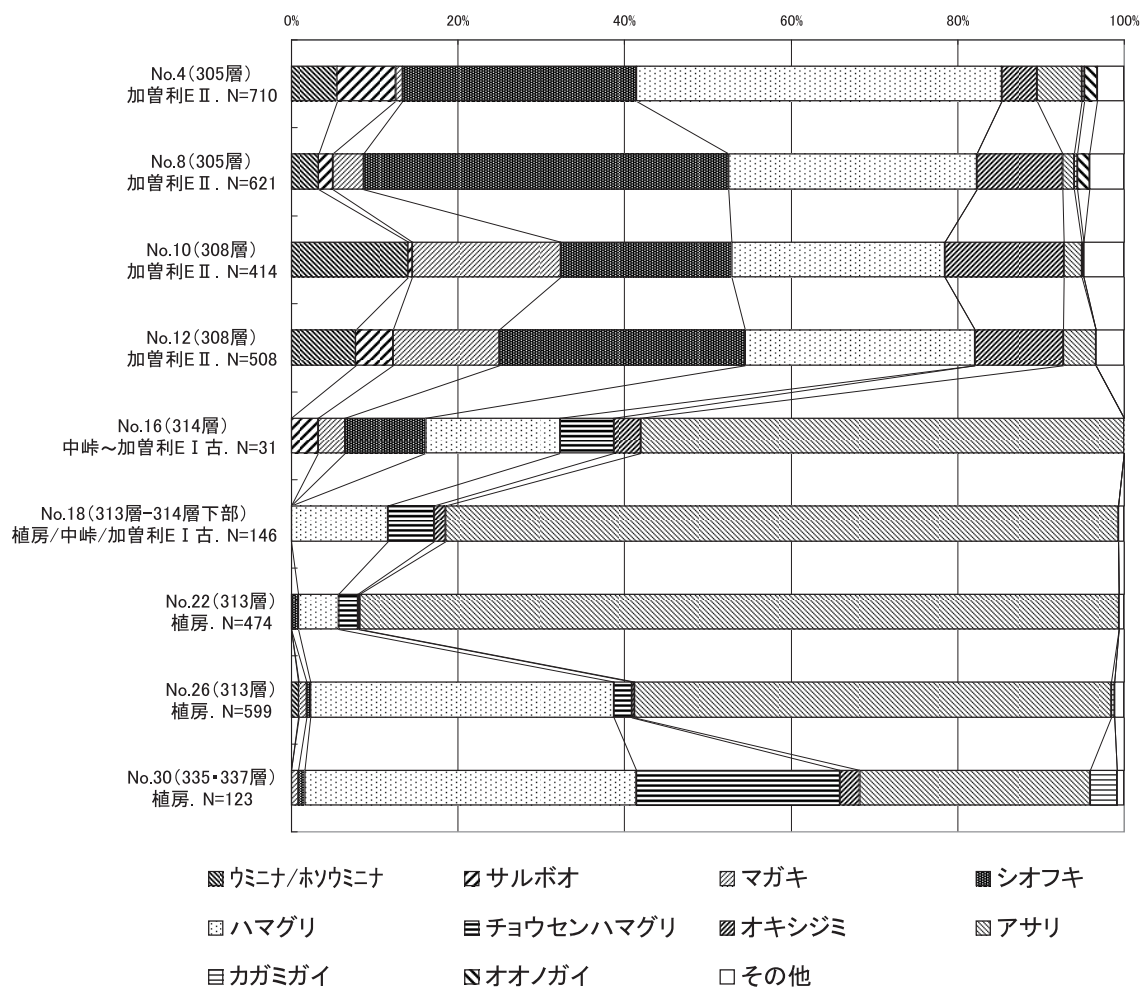 0% 20% 40% 60% 80% 100%
No.4(305層)
加曽利EⅡ. N=710
No.8(305層)
加曽利EⅡ. N=621
No.10(308層)
加曽利EⅡ. N=414
No.12(308層)
加曽利EⅡ. N=508
No.16(314層)
中峠～加曽利EⅠ古. N=31
No.18(313層-314層下部)
植房/中峠/加曽利EⅠ古. N=146
No.22(313層)
植房. N=474
No.26(313層)
植房. N=599
No.30(335・337層)
植房. N=123
ウミニナ/ホソウミニナ サルボオ マガキ シオフキ
ハマグリ チョウセンハマグリ オキシジミ アサリ
カガミガイ オオノガイ その他